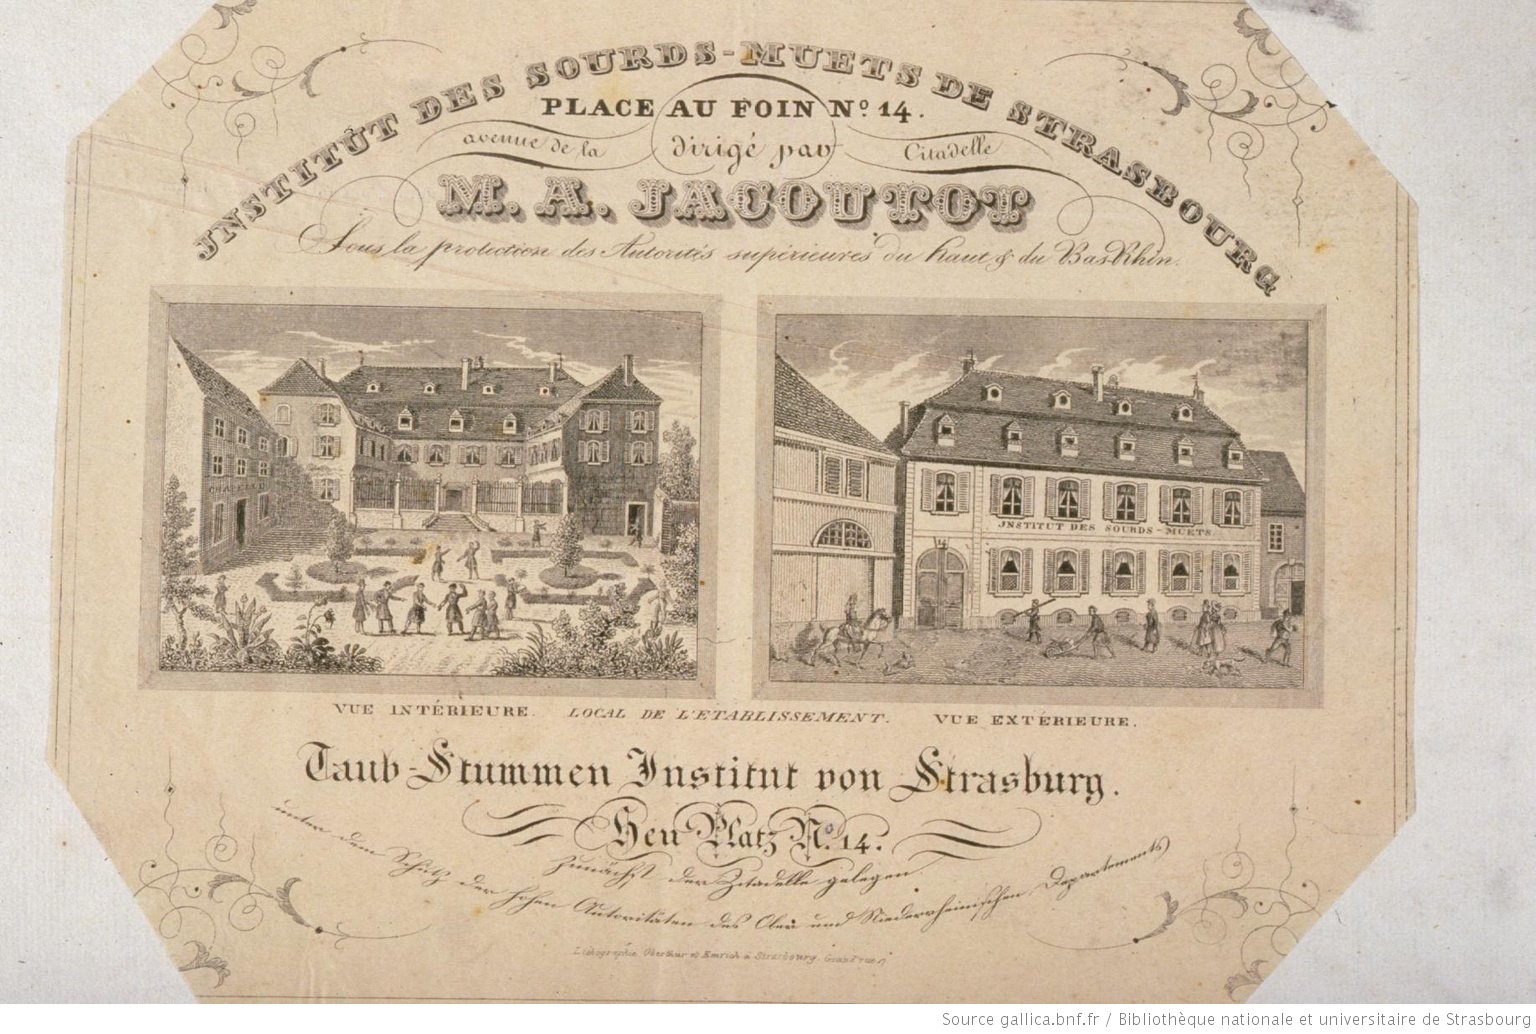 JNSTITUT DES SOURDS-MUETS DE STRASBOURG
PLACE AU FOIN Nº 14.
avenue de la dirigé par Citadelle
M. A. JACOUTOT
Sous la protection des Autorités supérieures du haut & du Bas-Rhin.
CHAPELLE
14
JNSTITUT DES SOURDS-MUETS
VUE INTÉRIEURE. LOCAL DE L'ETABLISSEMENT. VUE EXTÉRIEURE.
Taub-Stummen Institut von Strasburg.
Heu Platz Nº 14.
zunächst der Zitadelle gelegen
unter dem Schutz der hohen Autoritäten des Ober und Niederrheinischen Departements
Lithographie Oberthur et Emrich à Strasbourg Grand'rue
Source gallica.bnf.fr / Bibliothèque nationale et universitaire de Strasbourg